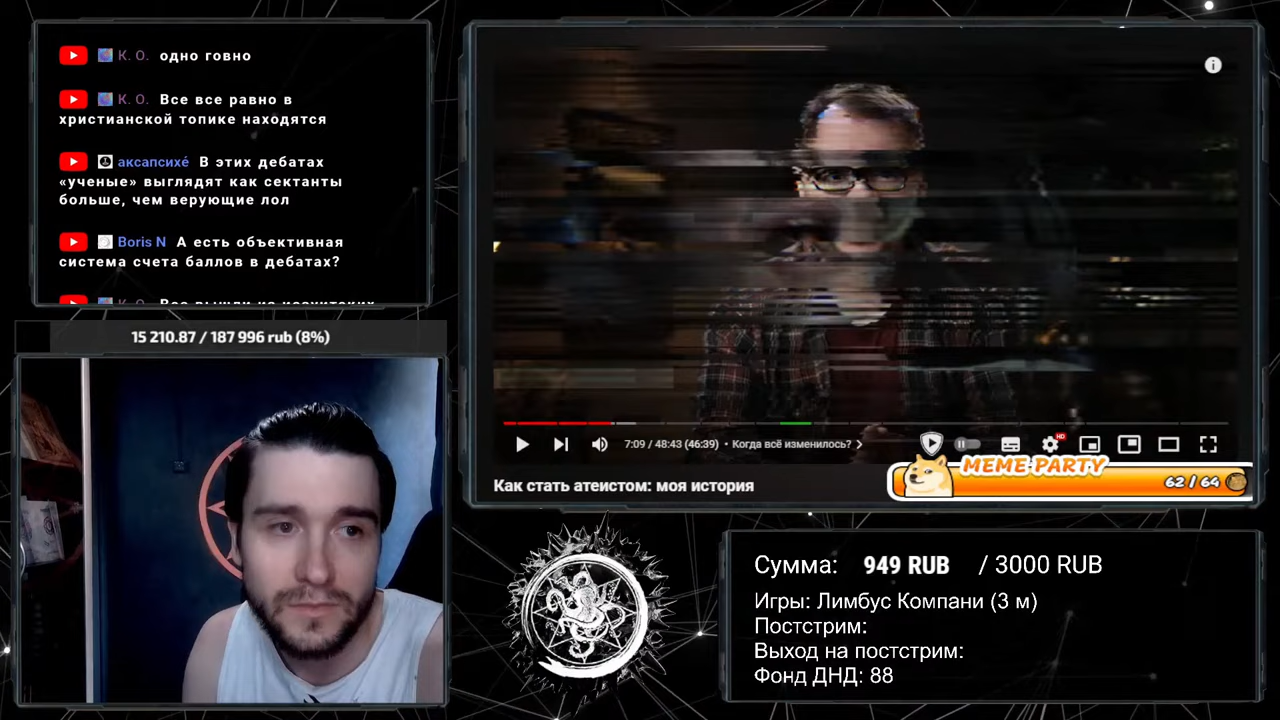 К. О. одно говно
К. О. Все все равно в
христианской топике находятся
аксапсихé В этих дебатах
«ученые» выглядят как сектанты
больше, чем верующие лол
Boris N А есть объективная
система счета баллов в дебатах?
15 210.87 / 187 996 rub (8%)
7:09 / 48:43 (46:39) • Когда всё изменилось?
HD
Как стать атеистом: моя история
MEME PARTY
62 / 64
Сумма: 949 RUB / 3000 RUB
Игры: Лимбус Компани (3 м)
Постстрим:
Выход на постстрим:
Фонд ДНД: 88